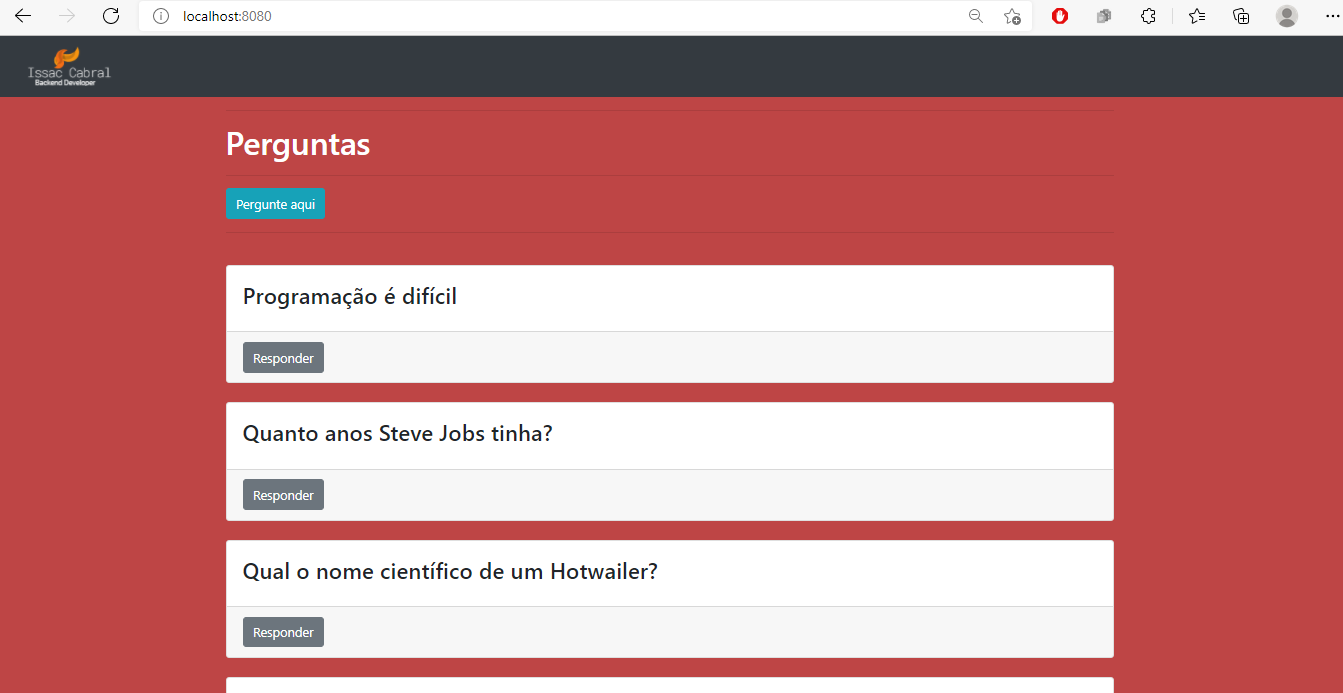 localhost:8080
Issac Cabral
Backend Developer
Perguntas
Pergunte aqui
Programação é difícil
Responder
Quanto anos Steve Jobs tinha?
Responder
Qual o nome científico de um Hotwailer?
Responder